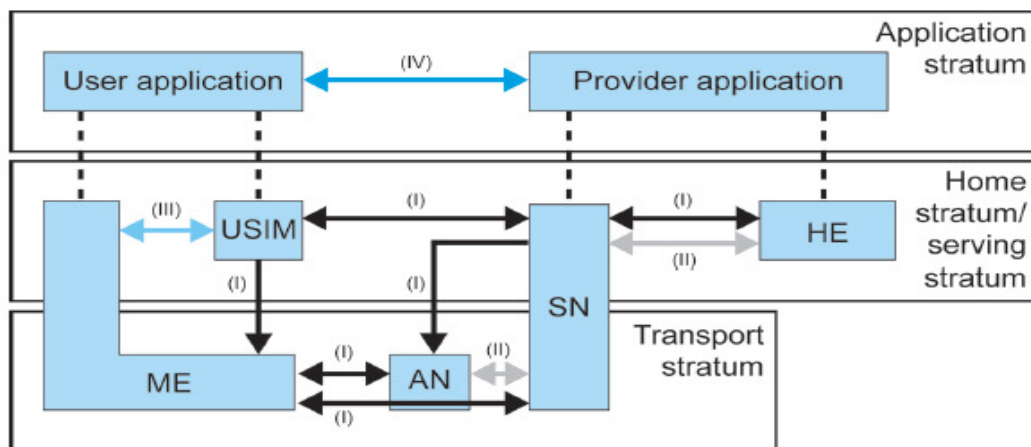 Application
stratum
User application
(IV)
Provider application
Home
stratum/
serving
stratum
(III)
USIM
(I)
(I)
HE
(II)
(I)
(I)
SN
Transport
stratum
ME
(I)
AN
(II)
(I)